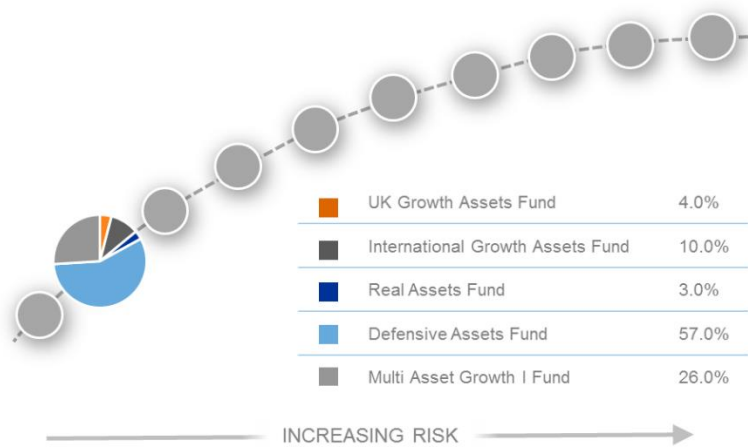 UK Growth Assets Fund 4.0%
International Growth Assets Fund 10.0%
Real Assets Fund 3.0%
Defensive Assets Fund 57.0%
Multi Asset Growth I Fund 26.0%
INCREASING RISK